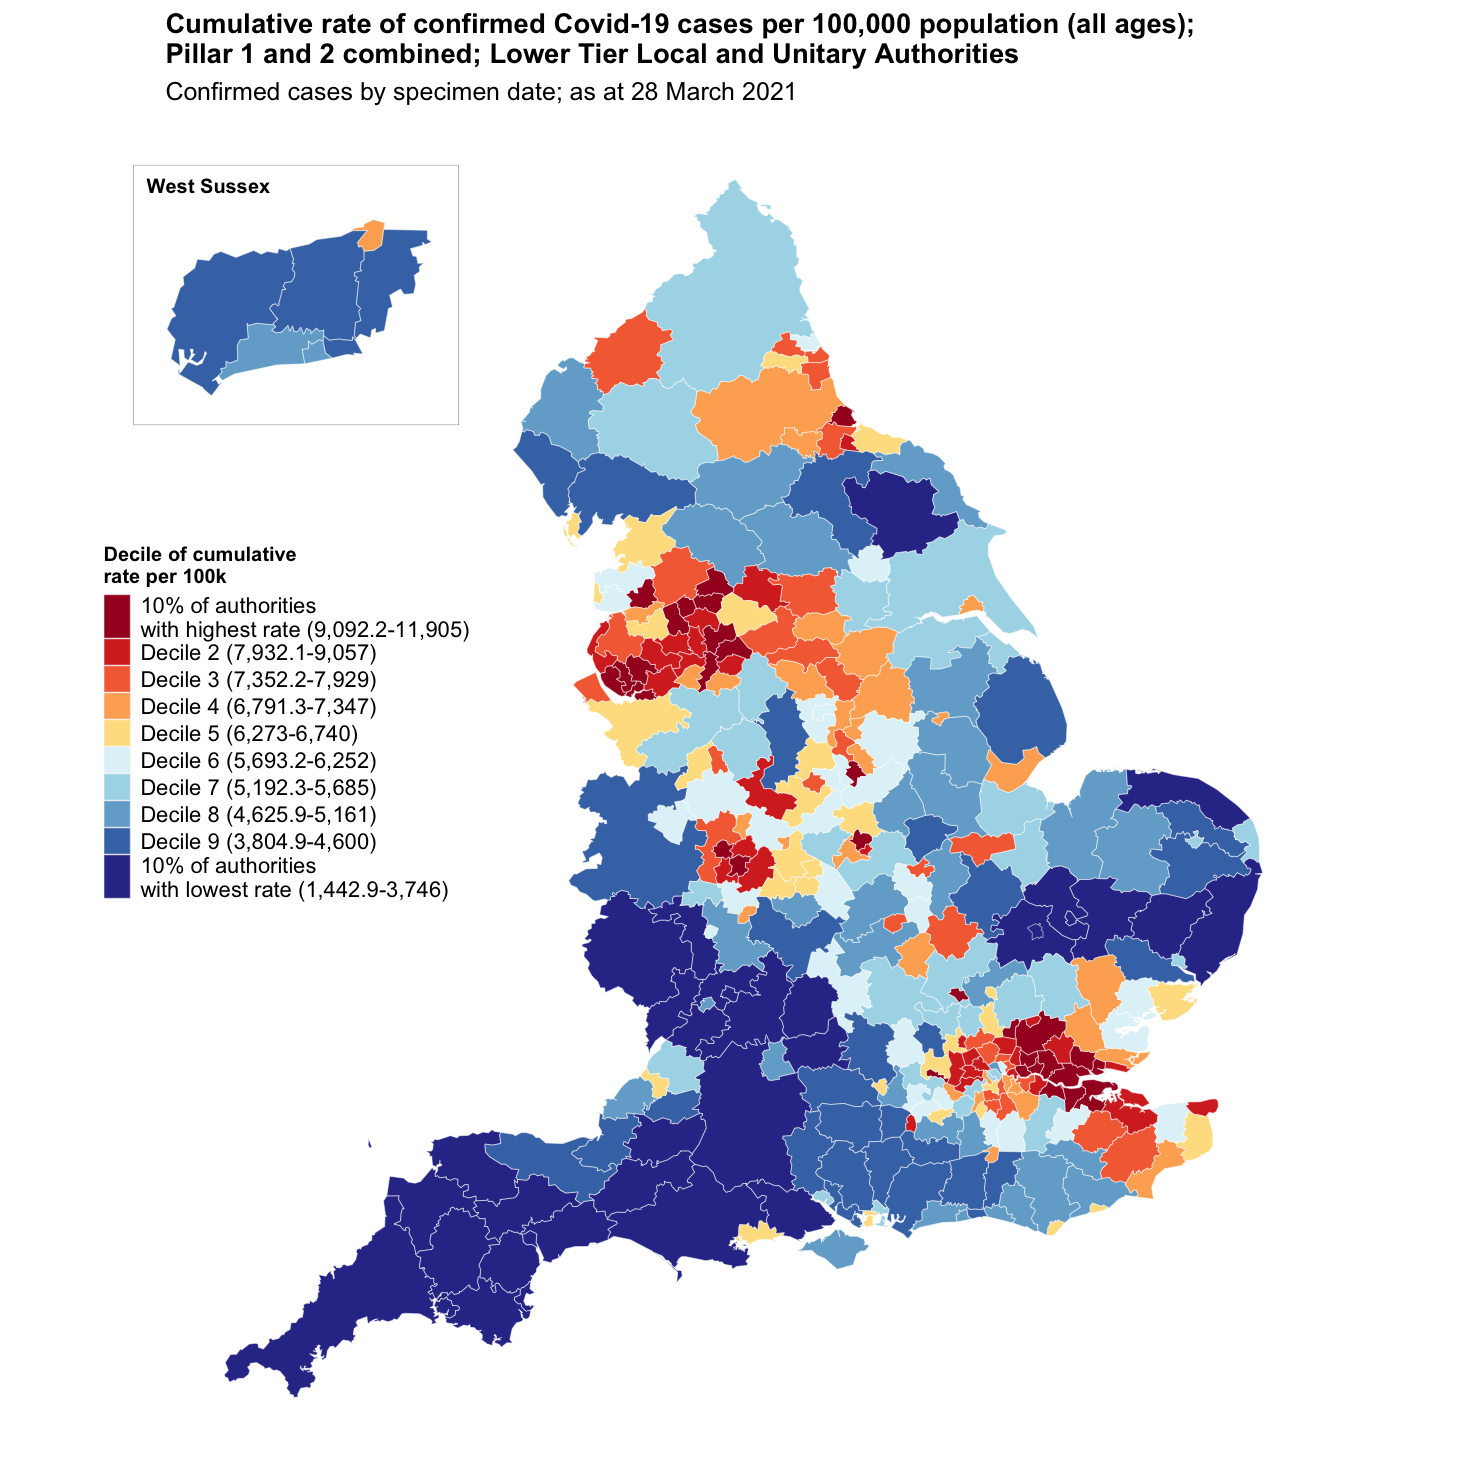 Cumulative rate of confirmed Covid-19 cases per 100,000 population (all ages);
Pillar 1 and 2 combined; Lower Tier Local and Unitary Authorities
Confirmed cases by specimen date; as at 28 March 2021
West Sussex
Decile of cumulative
rate per 100k
10% of authorities
with highest rate (9,092.2-11,905)
Decile 2 (7,932.1-9,057)
Decile 3 (7,352.2-7,929)
Decile 4 (6,791.3-7,347)
Decile 5 (6,273-6,740)
Decile 6 (5,693.2-6,252)
Decile 7 (5,192.3-5,685)
Decile 8 (4,625.9-5,161)
Decile 9 (3,804.9-4,600)
10% of authorities
with lowest rate (1,442.9-3,746)